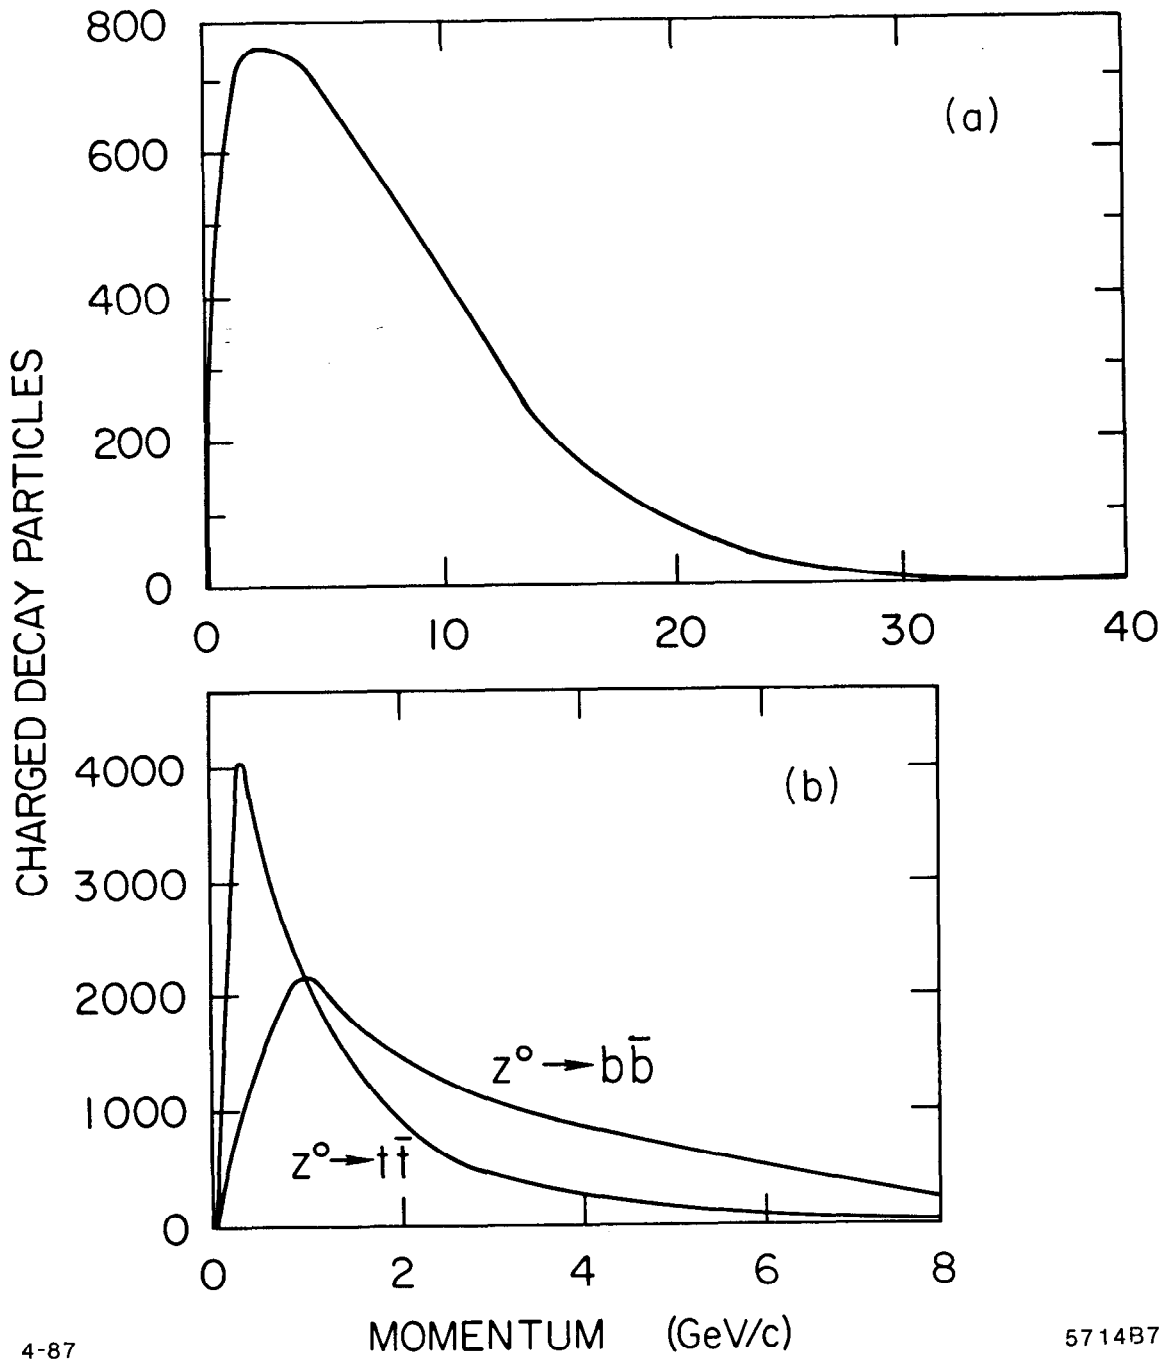 800
600
400
200
0
(a)
0 10 20 30 40
CHARGED DECAY PARTICLES
4000
3000
2000
1000
0
(b)
z° → bb̄
z° → tt̄
0 2 4 6 8
MOMENTUM (GeV/c)
4-87
5714B7